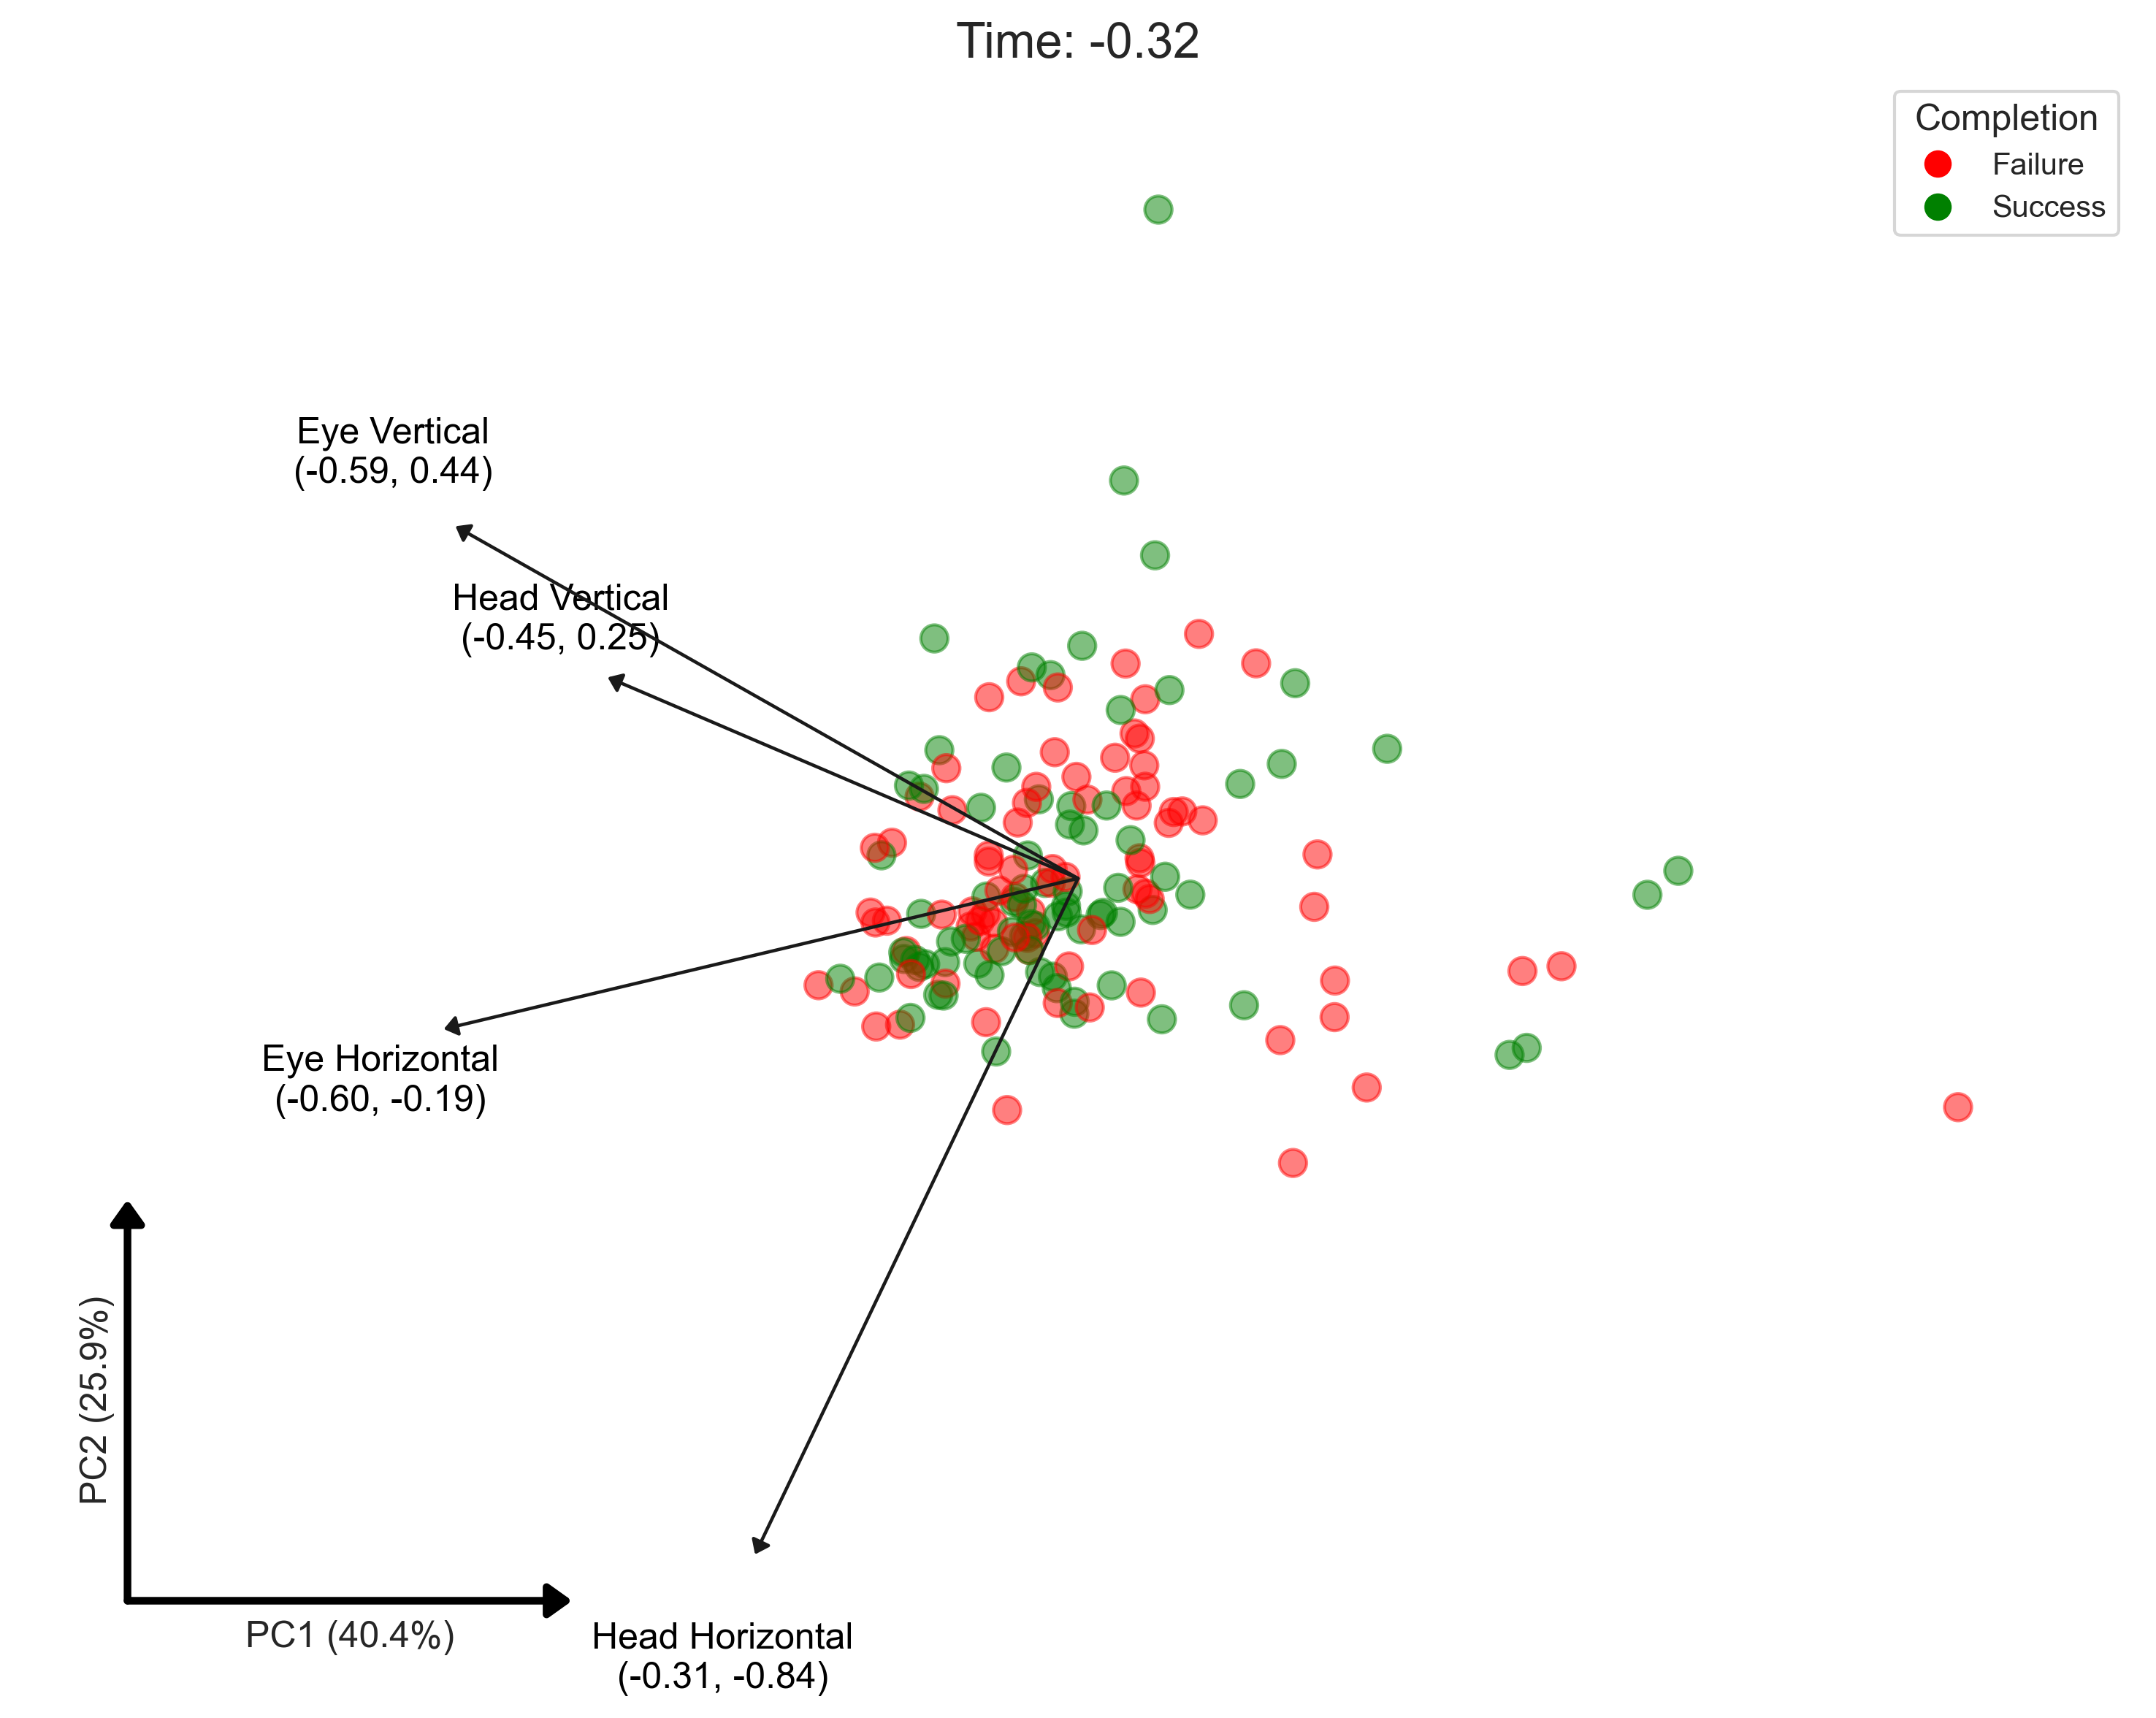 Time: -0.32
Completion
Failure
Success
Eye Vertical
(-0.59, 0.44)
Head Vertical
(-0.45, 0.25)
Eye Horizontal
(-0.60, -0.19)
PC2 (25.9%)
PC1 (40.4%)
Head Horizontal
(-0.31, -0.84)